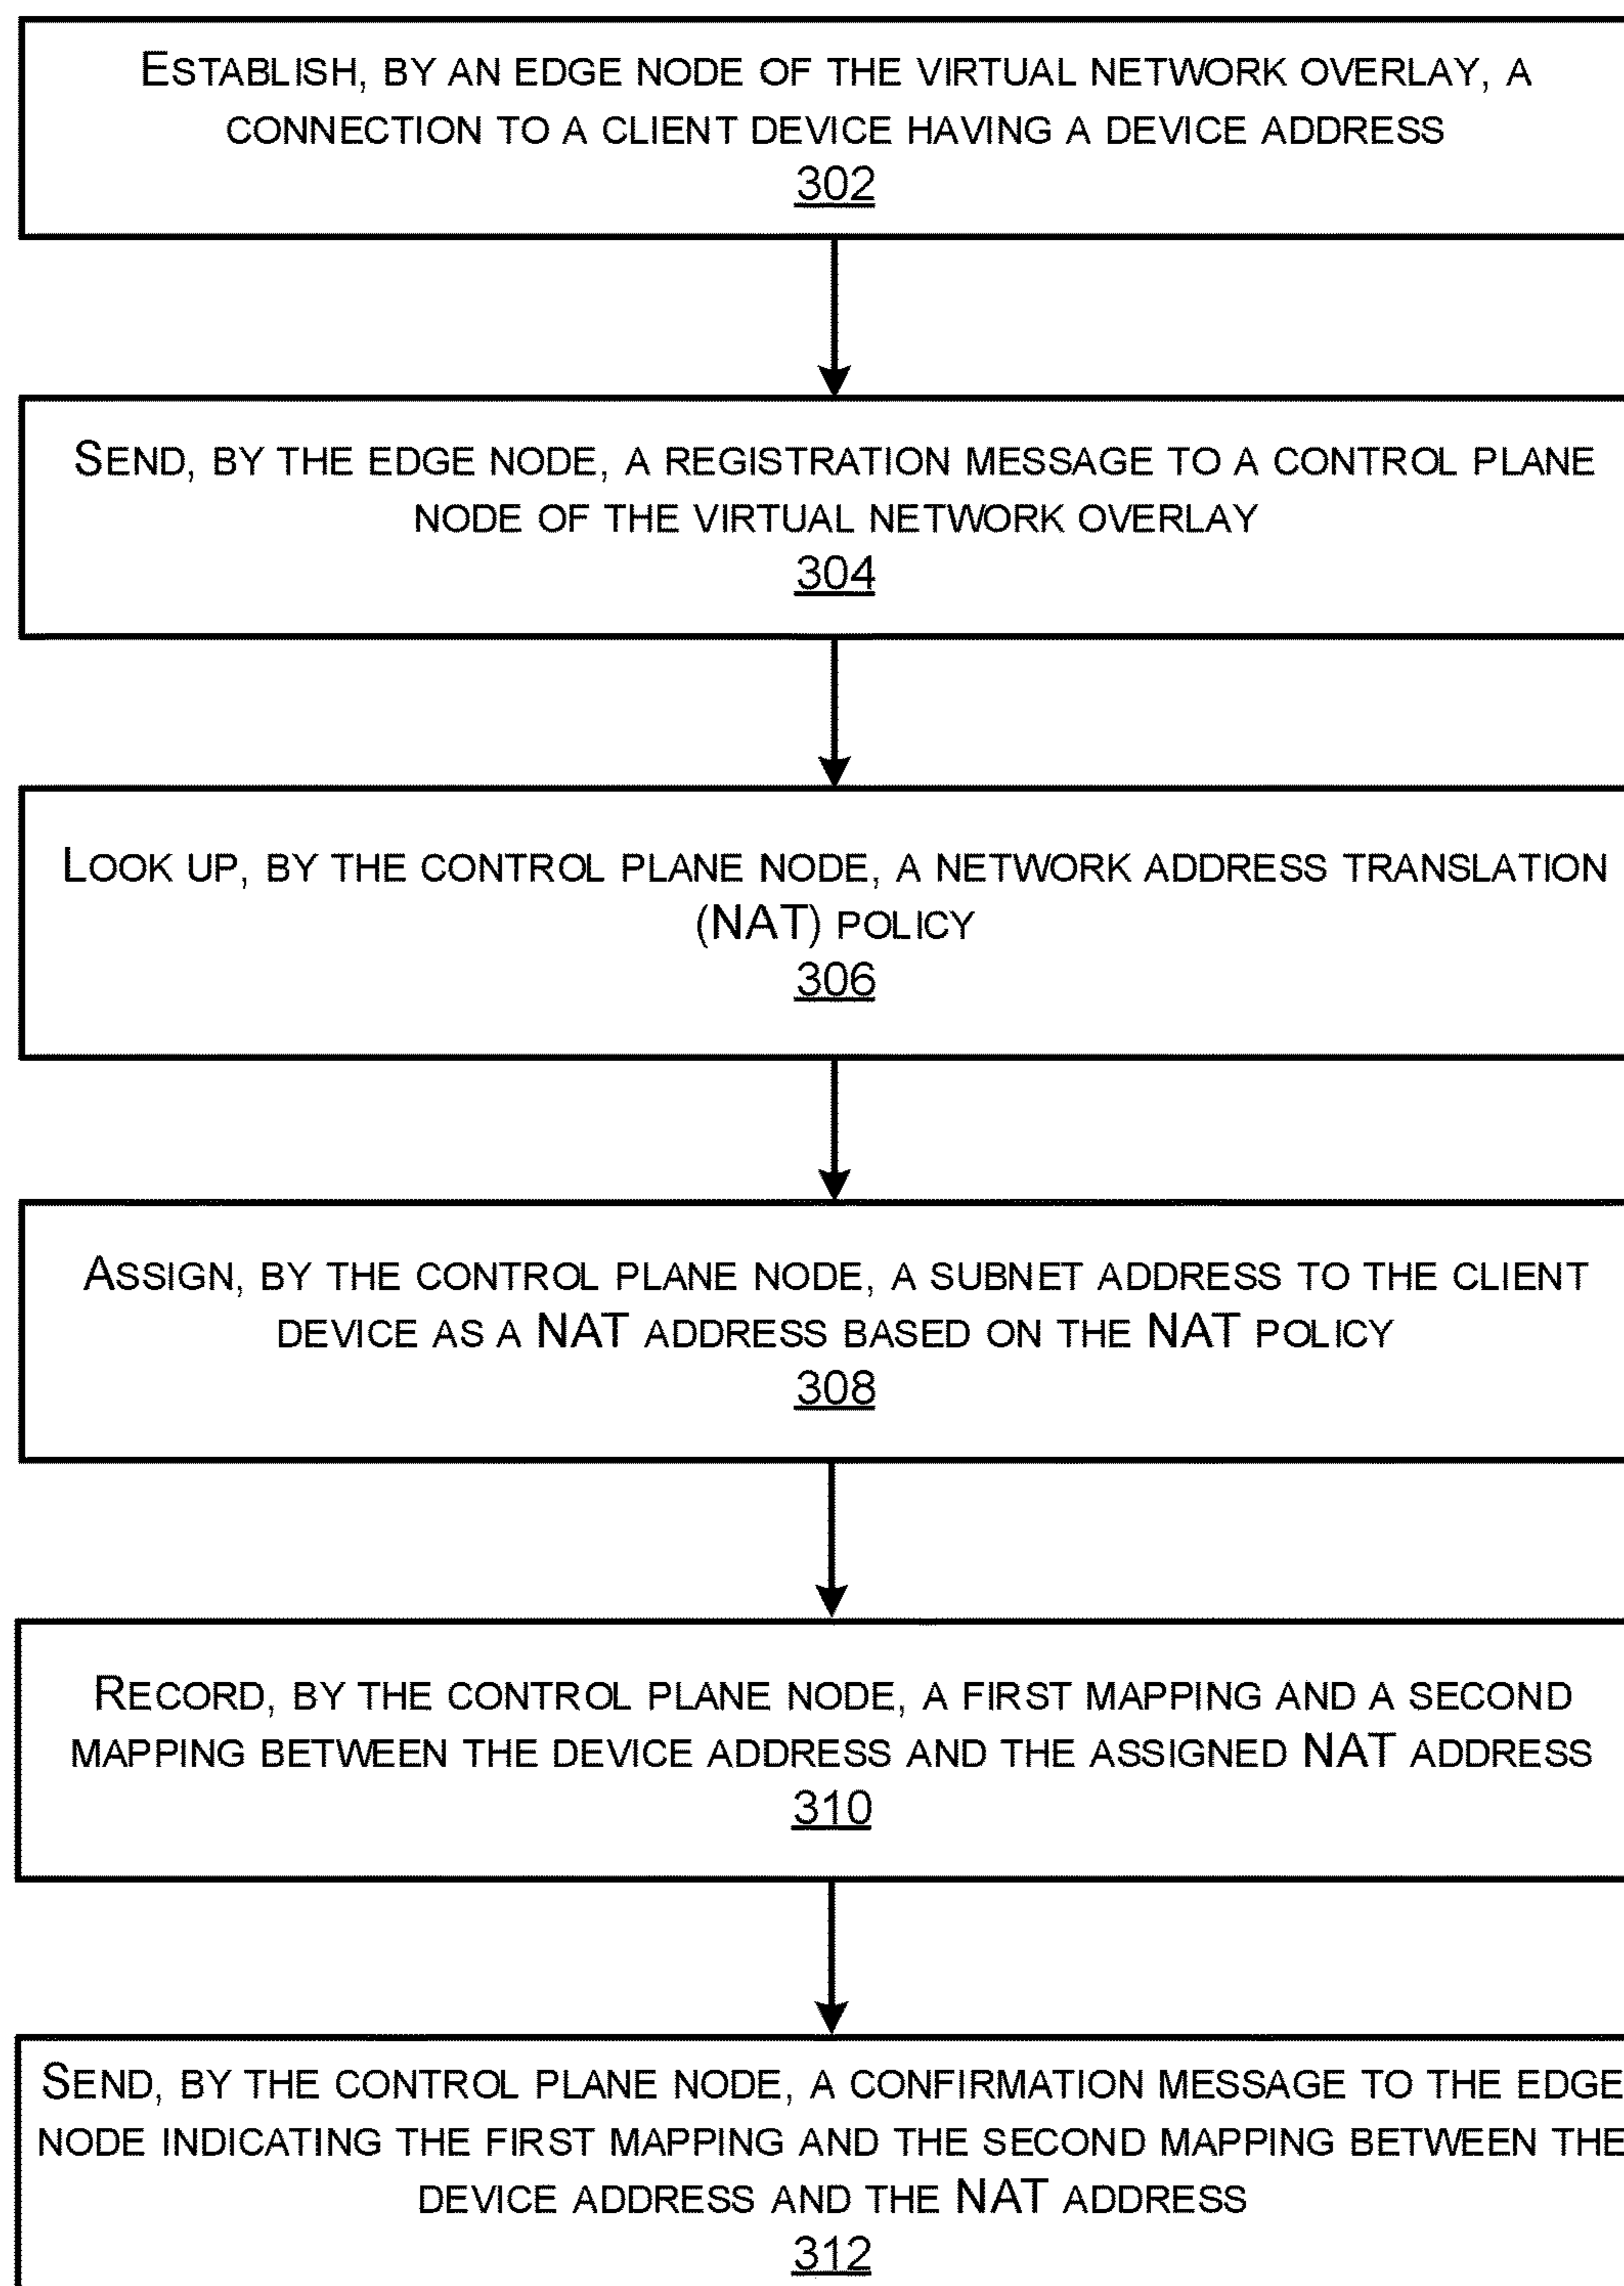 ESTABLISH, BY AN EDGE NODE OF THE VIRTUAL NETWORK OVERLAY, A
CONNECTION TO A CLIENT DEVICE HAVING A DEVICE ADDRESS
302
SEND, BY THE EDGE NODE, A REGISTRATION MESSAGE TO A CONTROL PLANE
NODE OF THE VIRTUAL NETWORK OVERLAY
304
LOOK UP, BY THE CONTROL PLANE NODE, A NETWORK ADDRESS TRANSLATION
(NAT) POLICY
306
ASSIGN, BY THE CONTROL PLANE NODE, A SUBNET ADDRESS TO THE CLIENT
DEVICE AS A NAT ADDRESS BASED ON THE NAT POLICY
308
RECORD, BY THE CONTROL PLANE NODE, A FIRST MAPPING AND A SECOND
MAPPING BETWEEN THE DEVICE ADDRESS AND THE ASSIGNED NAT ADDRESS
310
SEND, BY THE CONTROL PLANE NODE, A CONFIRMATION MESSAGE TO THE EDGE
NODE INDICATING THE FIRST MAPPING AND THE SECOND MAPPING BETWEEN THE
DEVICE ADDRESS AND THE NAT ADDRESS
312